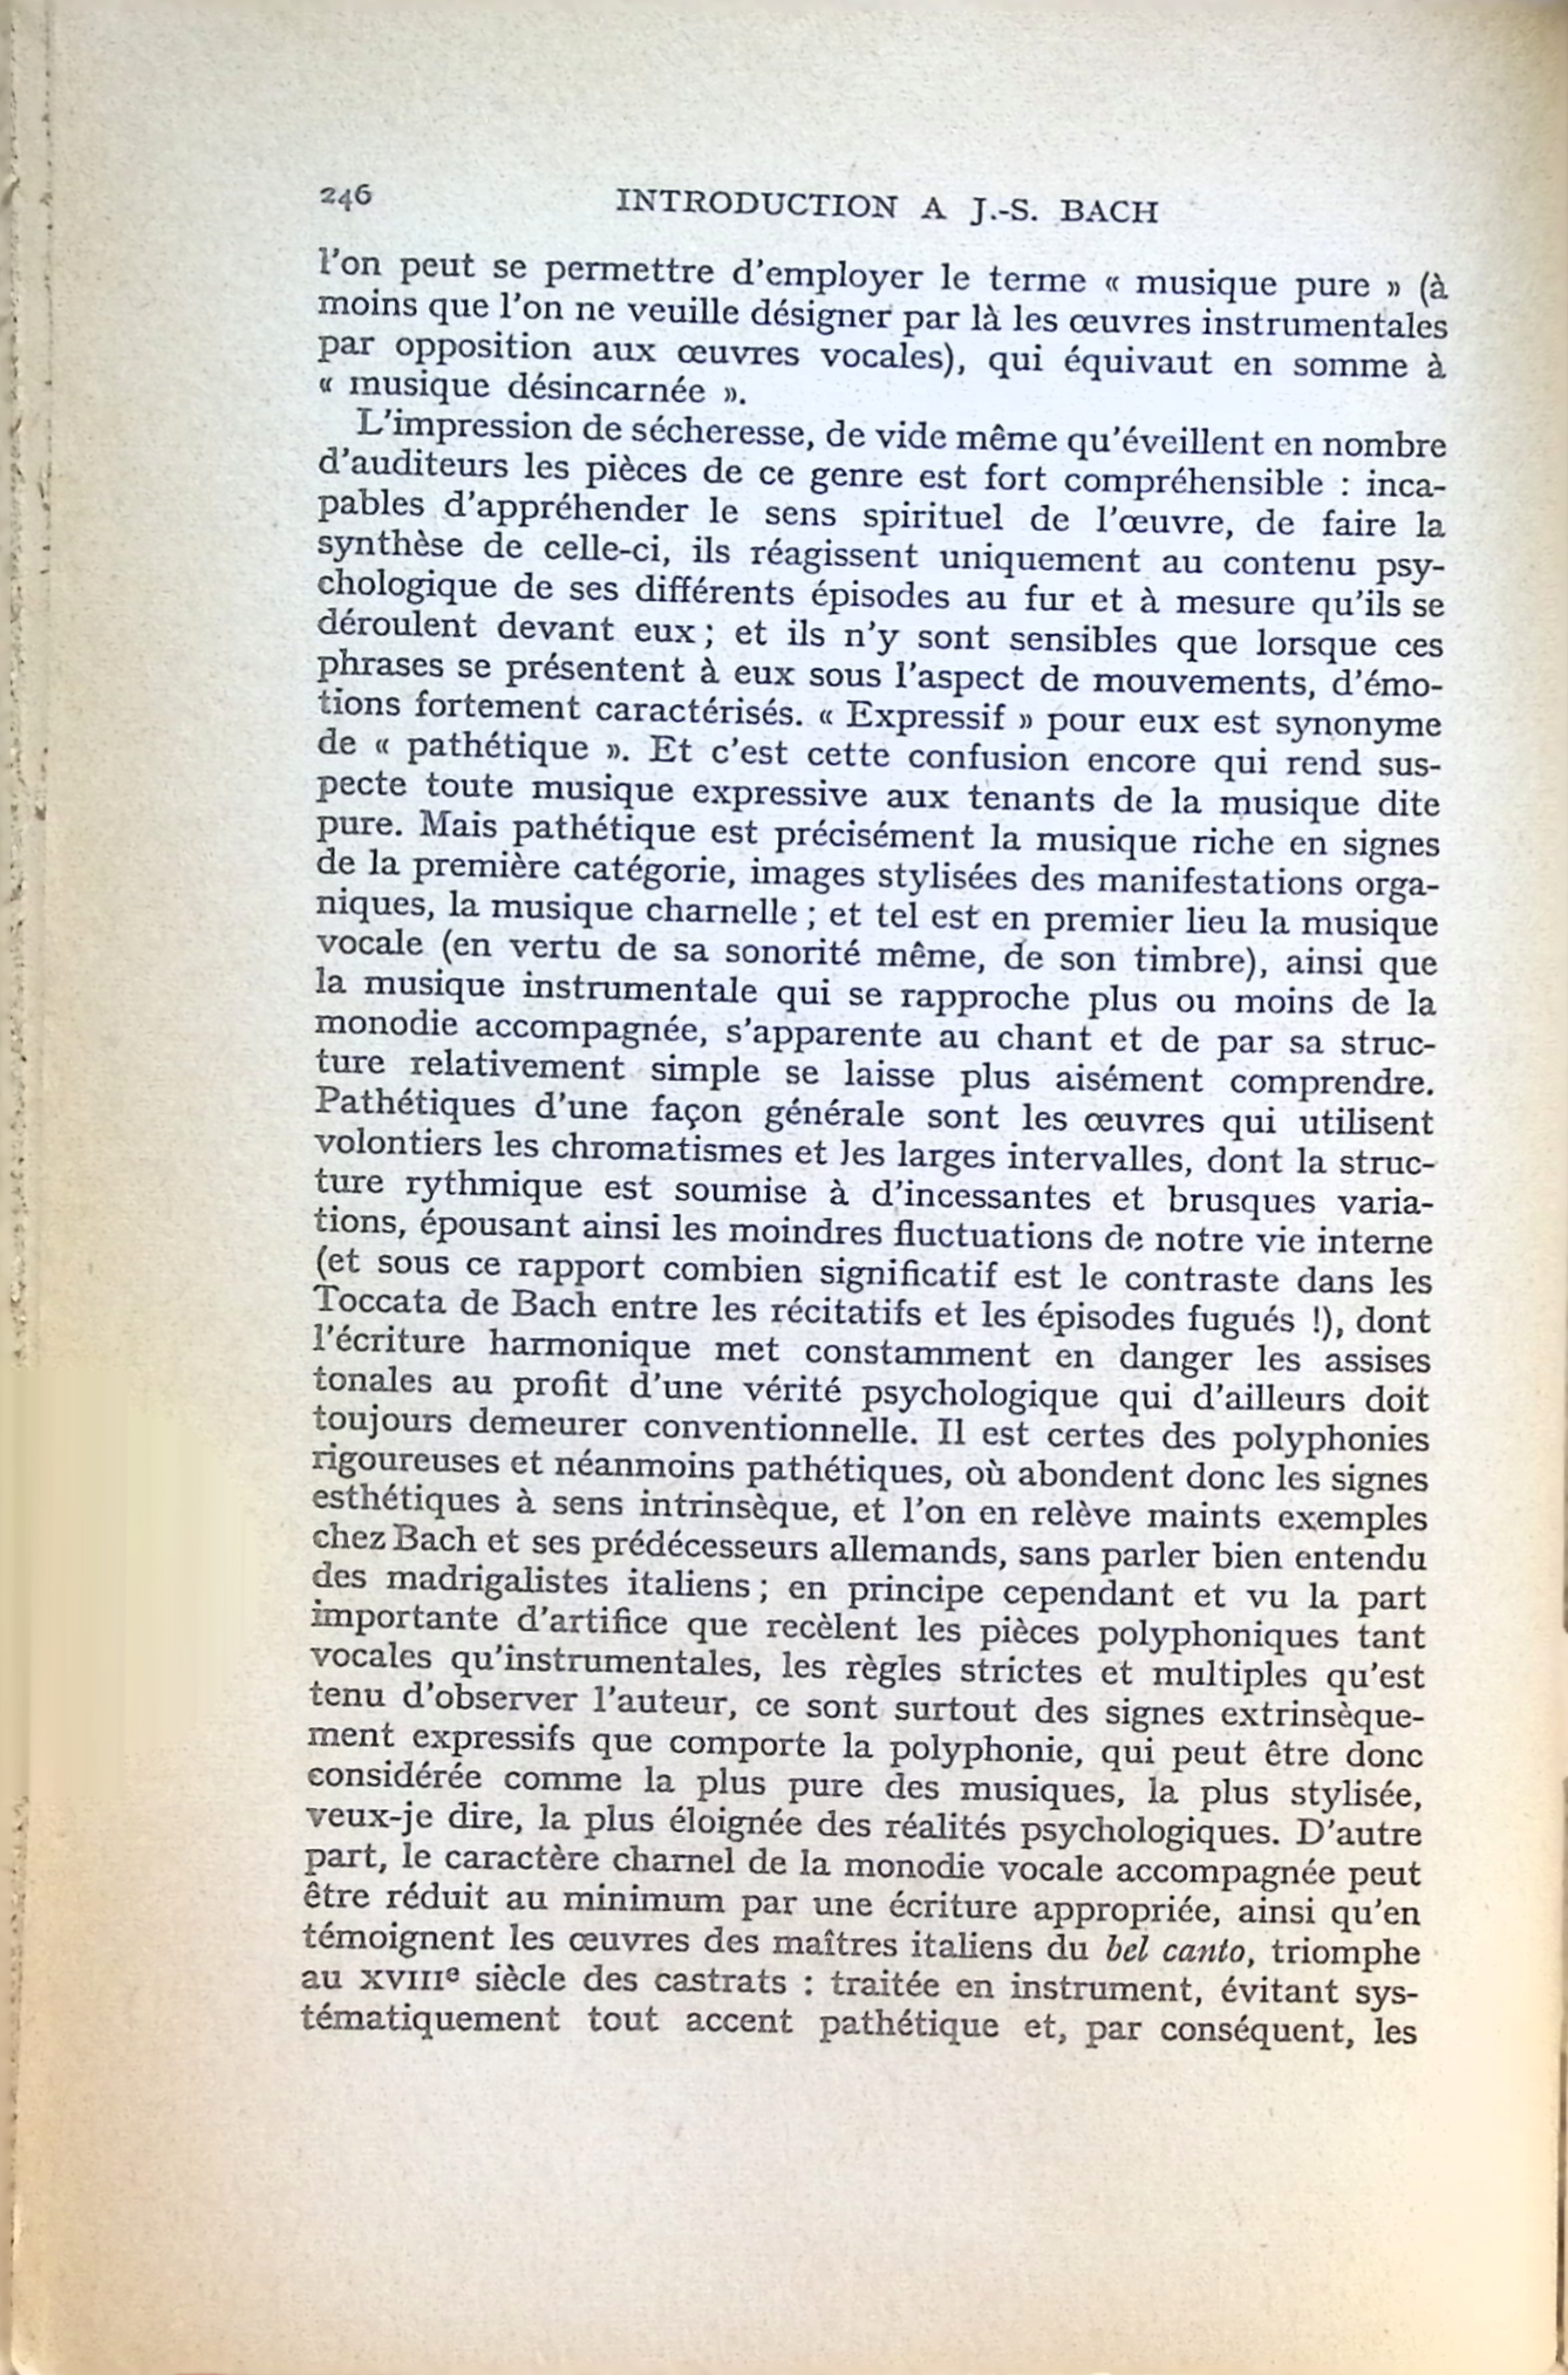 246 INTRODUCTION A J.-S. BACH
l'on peut se permettre d'employer le terme « musique pure » (à
moins que l'on ne veuille désigner par là les œuvres instrumentales
par opposition aux œuvres vocales), qui équivaut en somme à
« musique désincarnée ».
L'impression de sécheresse, de vide même qu'éveillent en nombre
d'auditeurs les pièces de ce genre est fort compréhensible : inca-
pables d'appréhender le sens spirituel de l'œuvre, de faire la
synthèse de celle-ci, ils réagissent uniquement au contenu psy-
chologique de ses différents épisodes au fur et à mesure qu'ils se
déroulent devant eux ; et ils n'y sont sensibles que lorsque ces
phrases se présentent à eux sous l'aspect de mouvements, d'émo-
tions fortement caractérisés. « Expressif » pour eux est synonyme
de « pathétique ». Et c'est cette confusion encore qui rend sus-
pecte toute musique expressive aux tenants de la musique dite
pure. Mais pathétique est précisément la musique riche en signes
de la première catégorie, images stylisées des manifestations orga-
niques, la musique charnelle ; et tel est en premier lieu la musique
vocale (en vertu de sa sonorité même, de son timbre), ainsi que
la musique instrumentale qui se rapproche plus ou moins de la
monodie accompagnée, s'apparente au chant et de par sa struc-
ture relativement simple se laisse plus aisément comprendre.
Pathétiques d'une façon générale sont les œuvres qui utilisent
volontiers les chromatismes et les larges intervalles, dont la struc-
ture rythmique est soumise à d'incessantes et brusques varia-
tions, épousant ainsi les moindres fluctuations de notre vie interne
(et sous ce rapport combien significatif est le contraste dans les
Toccata de Bach entre les récitatifs et les épisodes fugués !), dont
l'écriture harmonique met constamment en danger les assises
tonales au profit d'une vérité psychologique qui d'ailleurs doit
toujours demeurer conventionnelle. Il est certes des polyphonies
rigoureuses et néanmoins pathétiques, où abondent donc les signes
esthétiques à sens intrinsèque, et l'on en relève maints exemples
chez Bach et ses prédécesseurs allemands, sans parler bien entendu
des madrigalistes italiens ; en principe cependant et vu la part
importante d'artifice que recèlent les pièces polyphoniques tant
vocales qu'instrumentales, les règles strictes et multiples qu'est
tenu d'observer l'auteur, ce sont surtout des signes extrinsèque-
ment expressifs que comporte la polyphonie, qui peut être donc
considérée comme la plus pure des musiques, la plus stylisée,
veux-je dire, la plus éloignée des réalités psychologiques. D'autre
part, le caractère charnel de la monodie vocale accompagnée peut
être réduit au minimum par une écriture appropriée, ainsi qu'en
témoignent les œuvres des maîtres italiens du bel canto, triomphe
au XVIIIe siècle des castrats : traitée en instrument, évitant sys-
tématiquement tout accent pathétique et, par conséquent, les